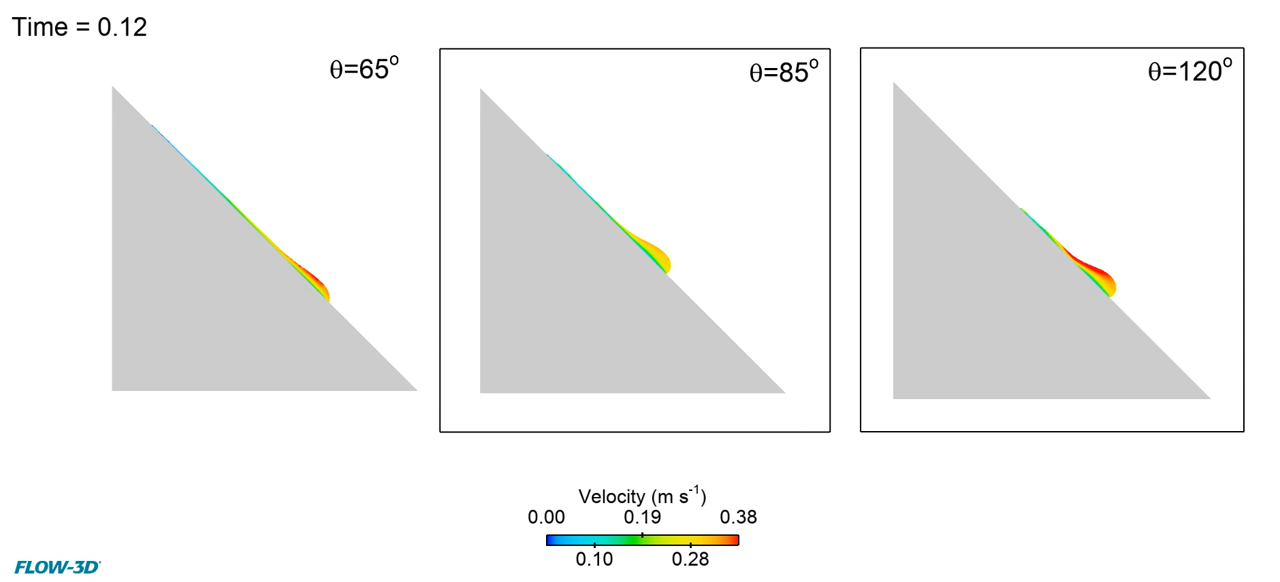 Time = 0.12
θ=65°
θ=85°
θ=120°
Velocity (m s⁻¹)
0.00 0.19 0.38
0.10 0.28
FLOW-3D